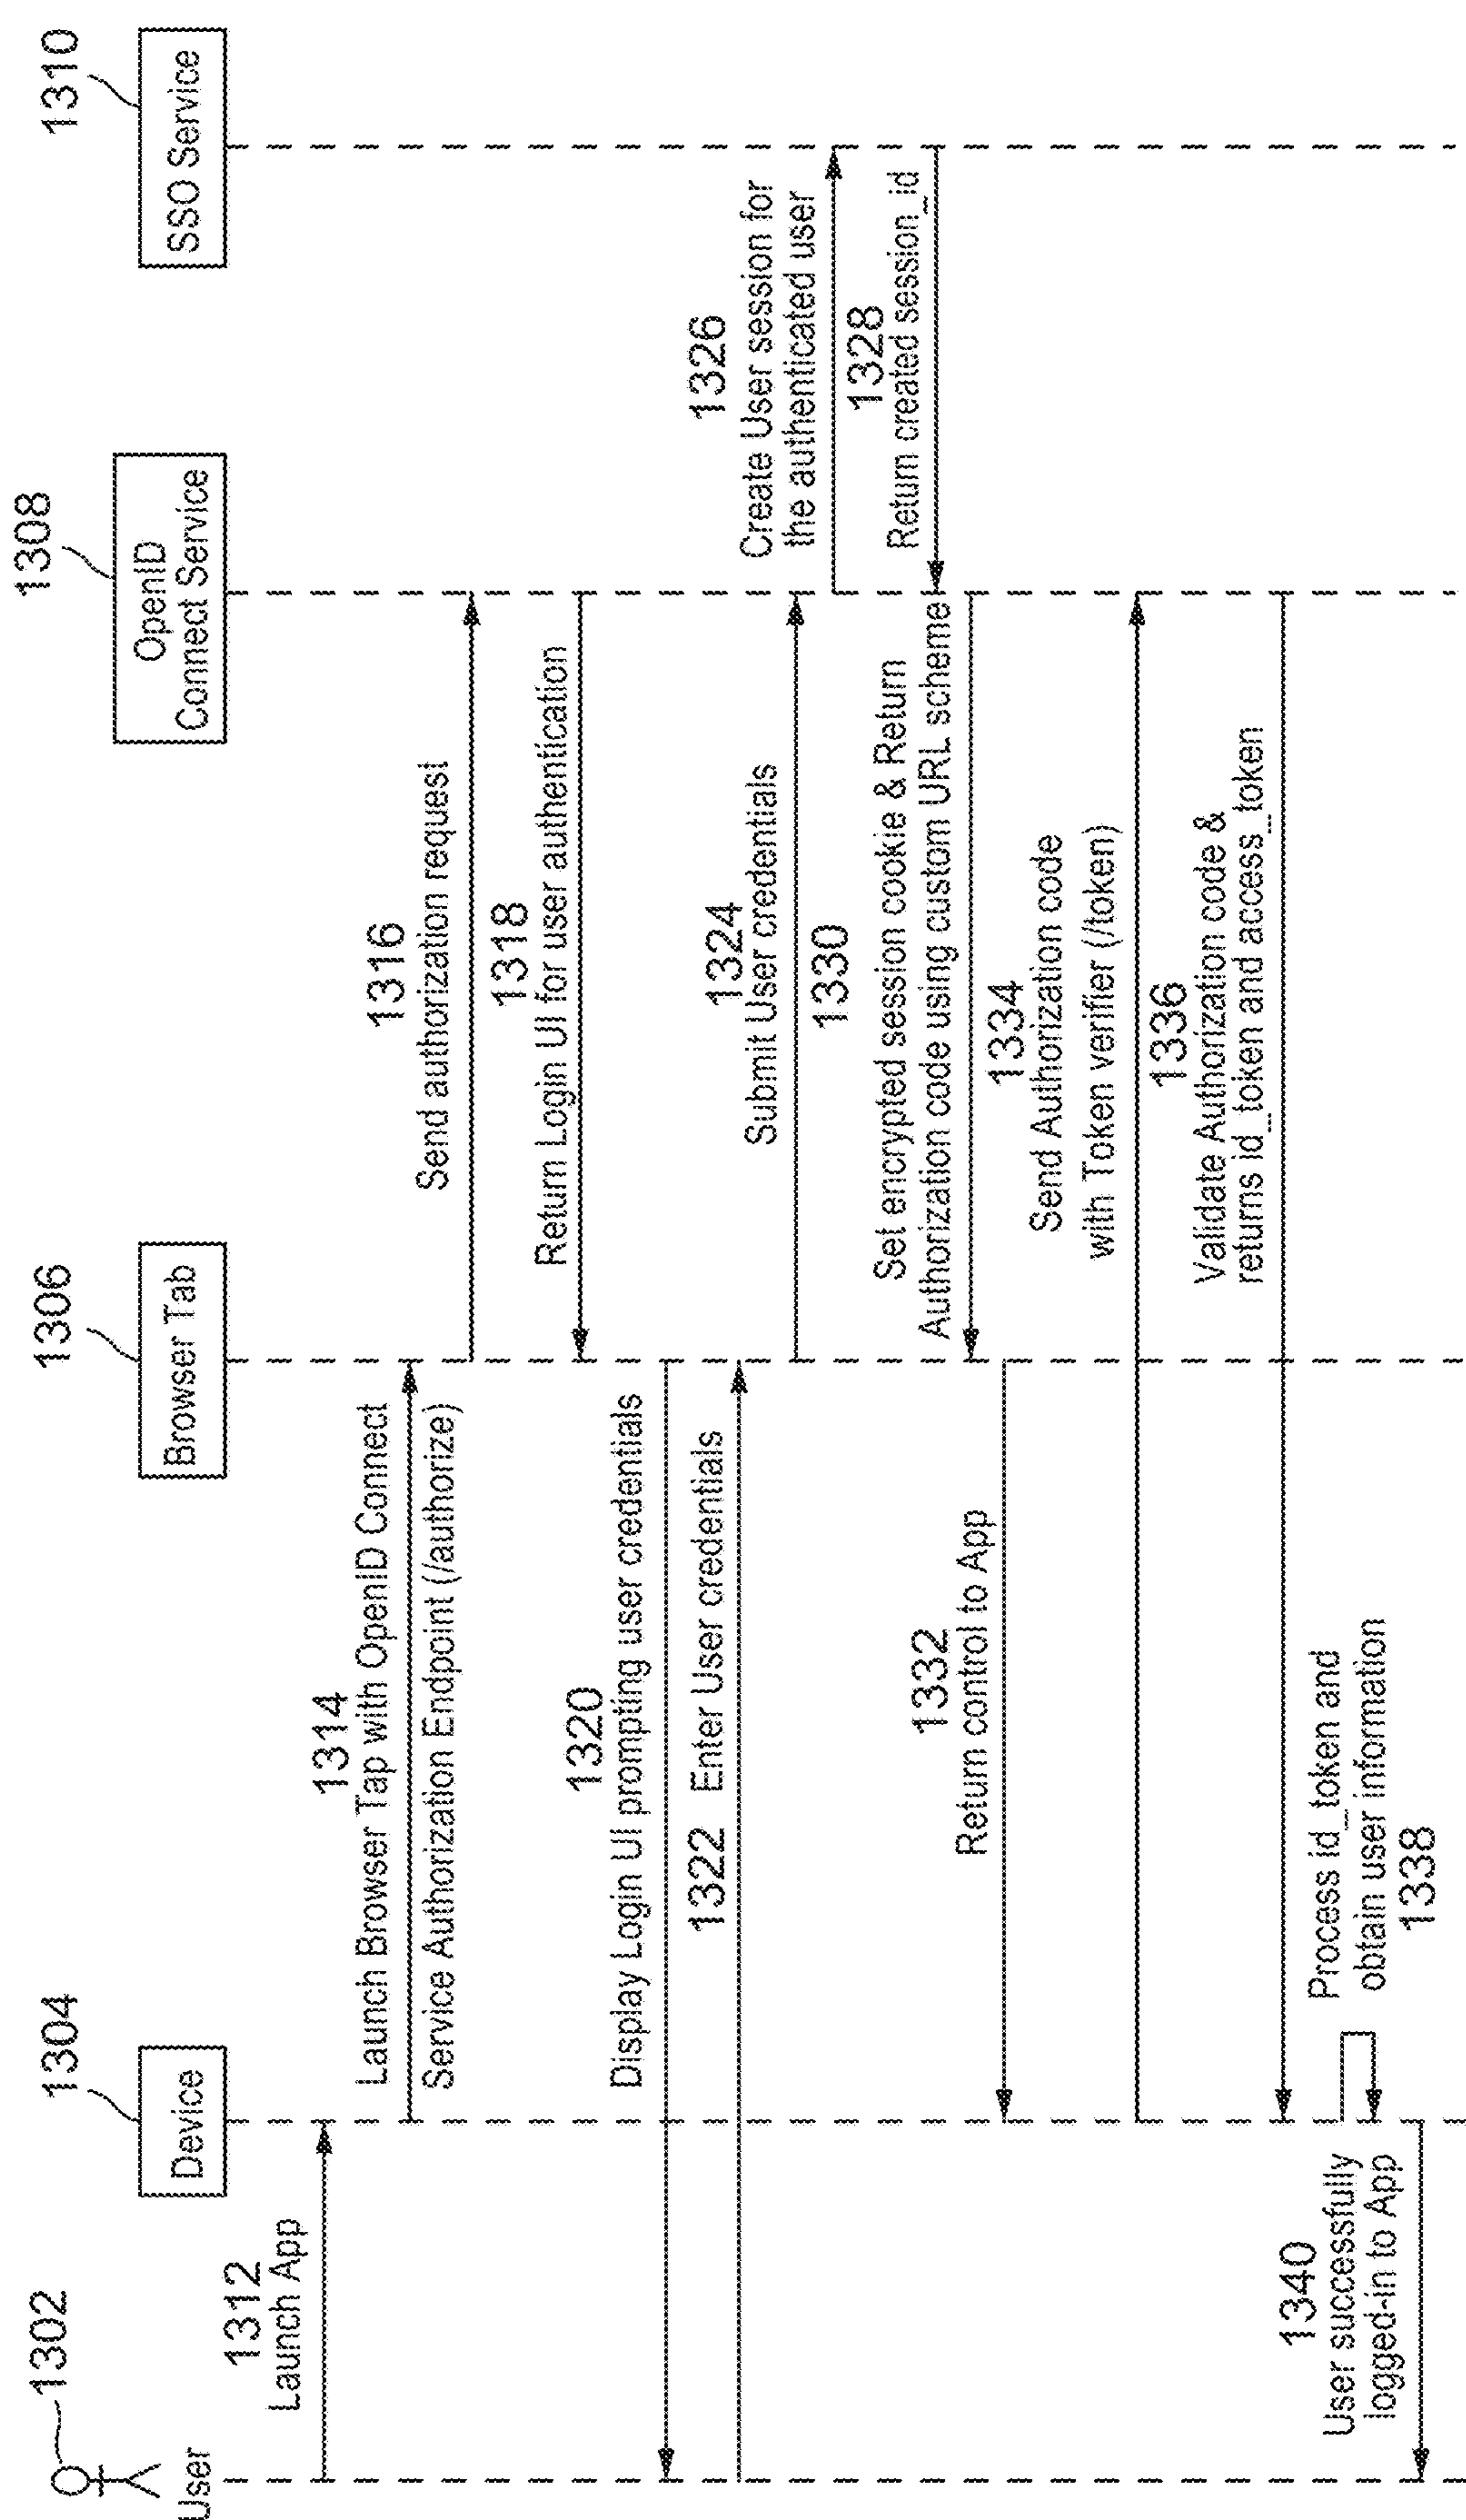 1302
User
1304
Device
1306
Browser Tab
1308
OpenID
Connect Service
1310
SSO Service
1312
Launch App
1314
Launch Browser Tap with OpenID Connect
Service Authorization Endpoint (/authorize)
1316
Send authorization request
1318
Return Login UI for user authentication
1320
Display Login UI prompting user credentials
1322 Enter User credentials
1324
Submit User credentials
1326
Create User session for
the authenticated user
1328
Return created session_id
1330
Set encrypted session cookie & Return
Authorization code using custom URL scheme
1332
Return control to App
1334
Send Authorization code
with Token verifier (/token)
1336
Validate Authorization code &
returns id_token and access_token
Process id_token and
obtain user information
1338
1340
User successfully
logged-in to App